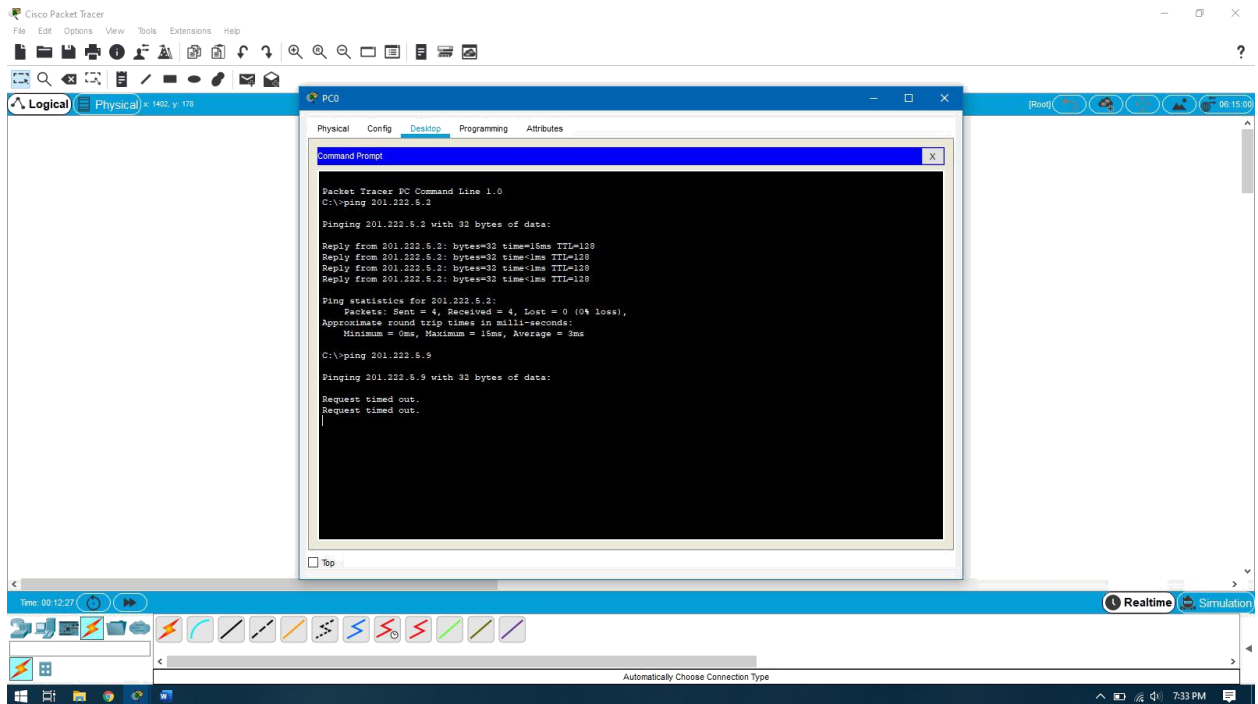 Cisco Packet Tracer
File Edit Options View Tools Extensions Help
?
Logical Physical x: 1402, y: 178 [Root] 06:15:00
PC0
Physical Config Desktop Programming Attributes
Command Prompt X
Packet Tracer PC Command Line 1.0
C:\>ping 201.222.5.2
Pinging 201.222.5.2 with 32 bytes of data:
Reply from 201.222.5.2: bytes=32 time=15ms TTL=128
Reply from 201.222.5.2: bytes=32 time<1ms TTL=128
Reply from 201.222.5.2: bytes=32 time<1ms TTL=128
Reply from 201.222.5.2: bytes=32 time<1ms TTL=128
Ping statistics for 201.222.5.2:
Packets: Sent = 4, Received = 4, Lost = 0 (0% loss),
Approximate round trip times in milli-seconds:
Minimum = 0ms, Maximum = 15ms, Average = 3ms
C:\>ping 201.222.5.9
Pinging 201.222.5.9 with 32 bytes of data:
Request timed out.
Request timed out.
Top
Time: 00:12:27 Realtime Simulation
Automatically Choose Connection Type
7:33 PM